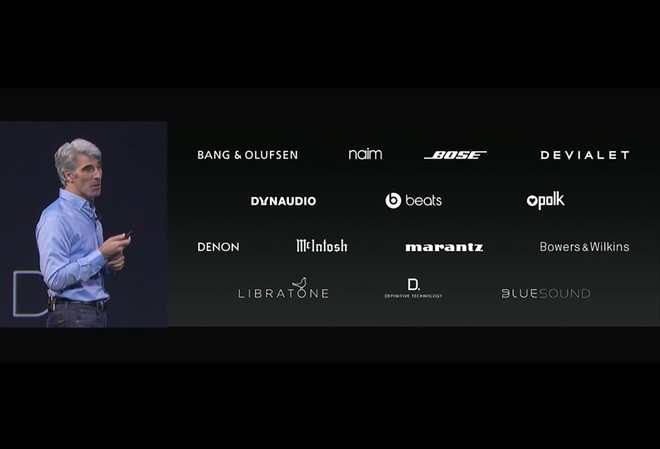 BANG & OLUFSEN naim BOSE DEVIALET
DYNAUDIO beats polk
DENON McIntosh marantz Bowers & Wilkins
LIBRATONE D. DEFINITIVE TECHNOLOGY BLUESOUND
D